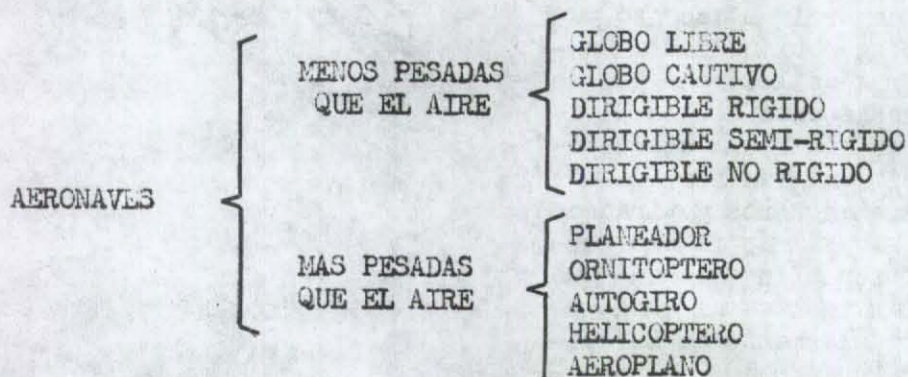 AERONAVES
MENOS PESADAS
QUE EL AIRE
GLOBO LIBRE
GLOBO CAUTIVO
DIRIGIBLE RIGIDO
DIRIGIBLE SEMI-RIGIDO
DIRIGIBLE NO RIGIDO
MAS PESADAS
QUE EL AIRE
PLANEADOR
ORNITOPTERO
AUTOGIRO
HELICOPTERO
AEROPLANO